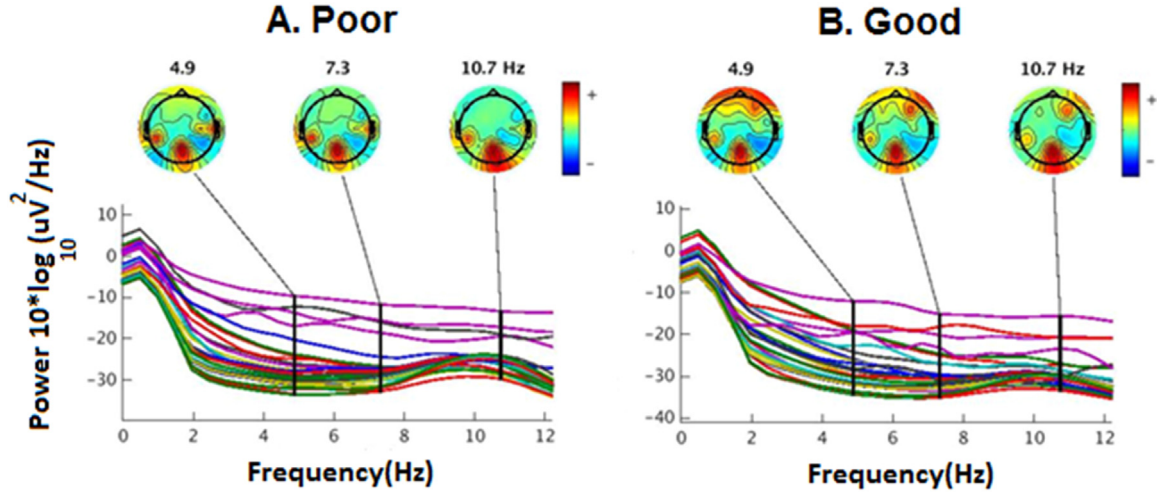 A. Poor
B. Good
4.9 7.3 10.7 Hz
+
−
4.9 7.3 10.7 Hz
+
−
Power 10*log10 (uV2/Hz)
10
0
−10
−20
−30
0 2 4 6 8 10 12
Frequency(Hz)
10
0
−10
−20
−30
−40
0 2 4 6 8 10 12
Frequency(Hz)